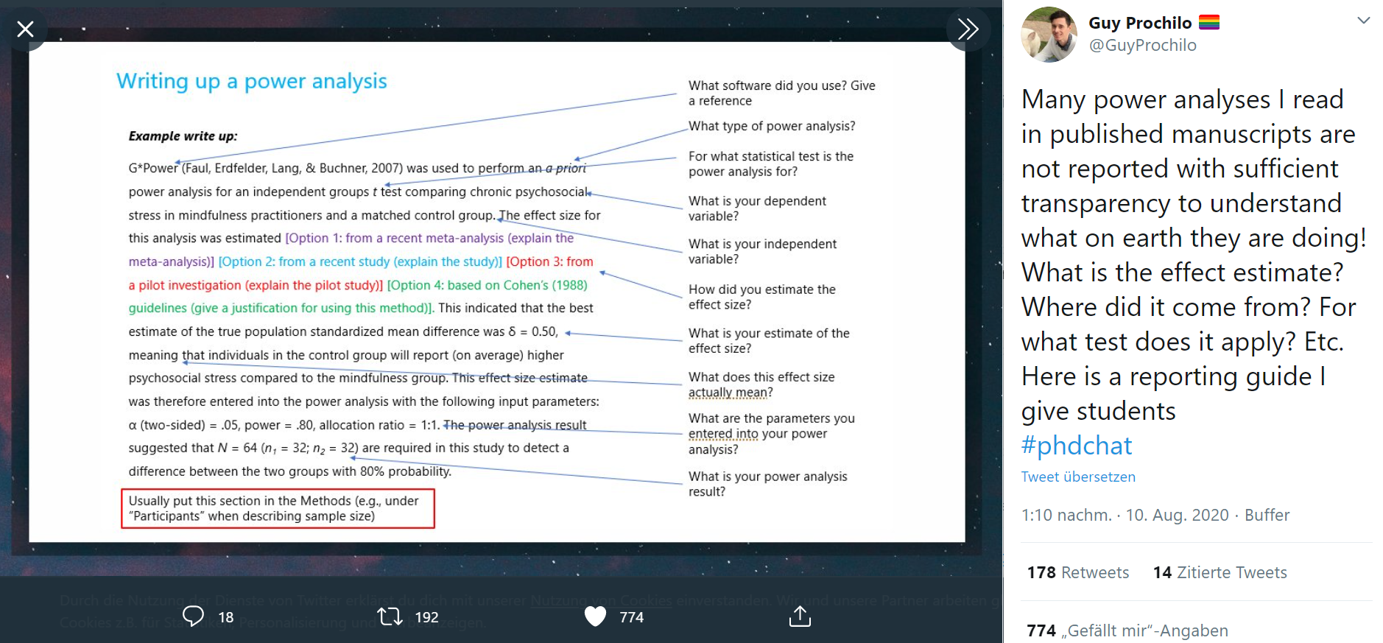 Writing up a power analysis
Example write up:
G*Power (Faul, Erdfelder, Lang, & Buchner, 2007) was used to perform an a priori
power analysis for an independent groups t test comparing chronic psychosocial
stress in mindfulness practitioners and a matched control group. The effect size for
this analysis was estimated [Option 1: from a recent meta-analysis (explain the
meta-analysis)] [Option 2: from a recent study (explain the study)] [Option 3: from
a pilot investigation (explain the pilot study)] [Option 4: based on Cohen's (1988)
guidelines (give a justification for using this method)]. This indicated that the best
estimate of the true population standardized mean difference was δ = 0.50,
meaning that individuals in the control group will report (on average) higher
psychosocial stress compared to the mindfulness group. This effect size estimate
was therefore entered into the power analysis with the following input parameters:
α (two-sided) = .05, power = .80, allocation ratio = 1:1. The power analysis result
suggested that N = 64 (n₁ = 32; n₂ = 32) are required in this study to detect a
difference between the two groups with 80% probability.
Usually put this section in the Methods (e.g., under
"Participants" when describing sample size)
What software did you use? Give
a reference
What type of power analysis?
For what statistical test is the
power analysis for?
What is your dependent
variable?
What is your independent
variable?
How did you estimate the
effect size?
What is your estimate of the
effect size?
What does this effect size
actually mean?
What are the parameters you
entered into your power
analysis?
What is your power analysis
result?
Durch die Nutzung der Dienste von Twitter erklärst du dich mit unserer Nutzung von Cookies einverstanden. Wir und unsere Partner arbeiten
Cookies z.B. für
Personalisierung und
18
192
774
Guy Prochilo 🏳️‍🌈
@GuyProchilo
Many power analyses I read
in published manuscripts are
not reported with sufficient
transparency to understand
what on earth they are doing!
What is the effect estimate?
Where did it come from? For
what test does it apply? Etc.
Here is a reporting guide I
give students
#phdchat
Tweet übersetzen
1:10 nachm. · 10. Aug. 2020 · Buffer
178 Retweets 14 Zitierte Tweets
774 „Gefällt mir“-Angaben